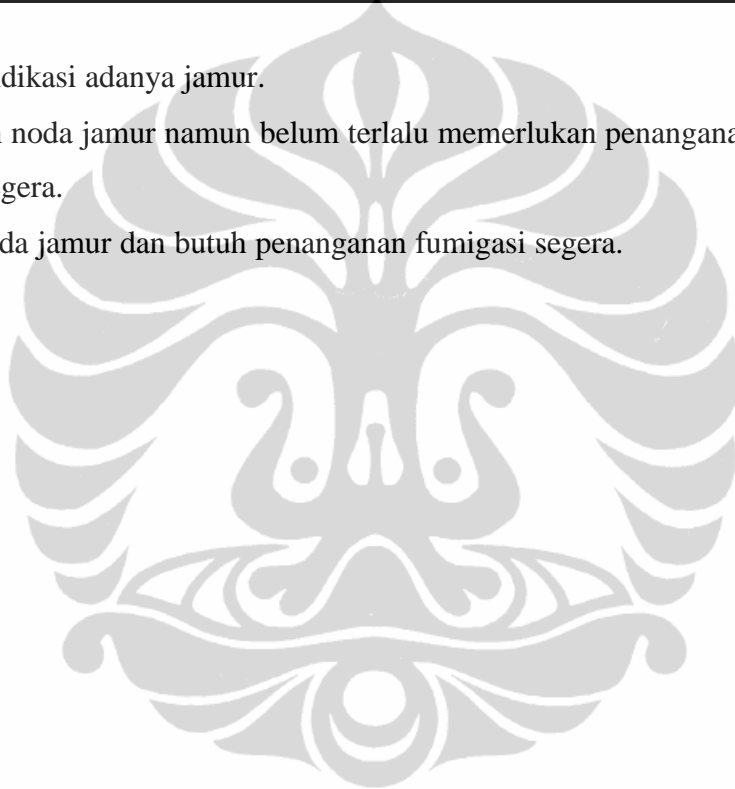 dikasi adanya jamur.
noda jamur namun belum terlalu memerlukan penangana
gera.
da jamur dan butuh penanganan fumigasi segera.